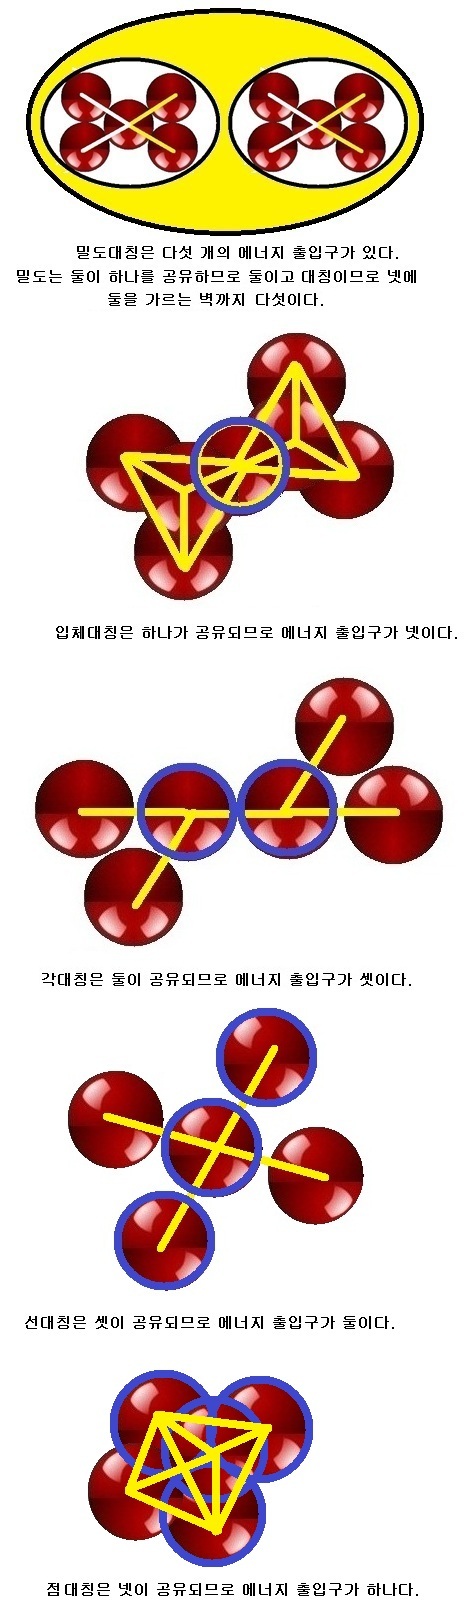 밀도대칭은 다섯 개의 에너지 출입구가 있다.
밀도는 둘이 하나를 공유하므로 둘이고 대칭이므로 넷에
둘을 가르는 벽까지 다섯이다.
입체대칭은 하나가 공유되므로 에너지 출입구가 넷이다.
각대칭은 둘이 공유되므로 에너지 출입구가 셋이다.
선대칭은 셋이 공유되므로 에너지 출입구가 둘이다.
점대칭은 넷이 공유되므로 에너지 출입구가 하나다.